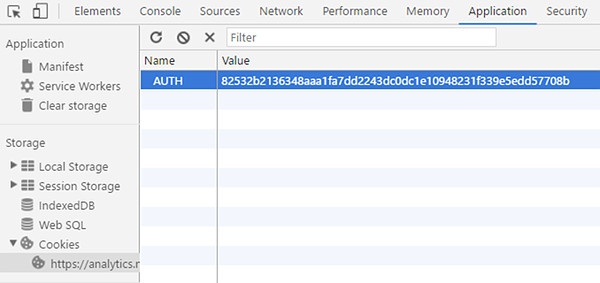 Elements Console Sources Network Performance Memory Application Security
Application
Manifest
Service Workers
Clear storage
Storage
Local Storage
Session Storage
IndexedDB
Web SQL
Cookies
https://analytics.r
Filter
Name Value
AUTH 82532b2136348aaa1fa7dd2243dc0dc1e10948231f339e5edd57708b